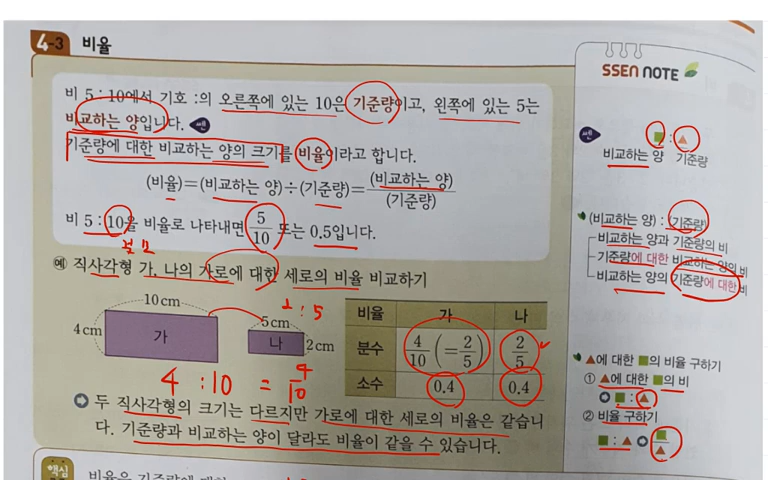 4-3 비율
비 5 : 10에서 기호 :의 오른쪽에 있는 10은 기준량이고, 왼쪽에 있는 5는
비교하는 양입니다. 쎈
기준량에 대한 비교하는 양의 크기를 비율이라고 합니다.
(비율)=(비교하는 양)÷(기준량)=(비교하는 양)/(기준량)
비 5 : 10을 비율로 나타내면 5/10 또는 0.5입니다.
예 직사각형 가, 나의 가로에 대한 세로의 비율 비교하기
10 cm
4 cm
가
2 : 5
5 cm
나
2 cm
4 : 10 = 4/10
비율 가 나
분수 4/10(=2/5) 2/5
소수 0.4 0.4
두 직사각형의 크기는 다르지만 가로에 대한 세로의 비율은 같습니
다. 기준량과 비교하는 양이 달라도 비율이 같을 수 있습니다.
핵심
SSEN NOTE
쎈
■ : ▲
비교하는 양 기준량
(비교하는 양) : (기준량)
비교하는 양과 기준량의 비
기준량에 대한 비교하는 양의 비
비교하는 양의 기준량에 대한 비
▲에 대한 ■의 비율 구하기
① ▲에 대한 ■의 비
■ : ▲
② 비율 구하기
■ : ▲ ■/▲